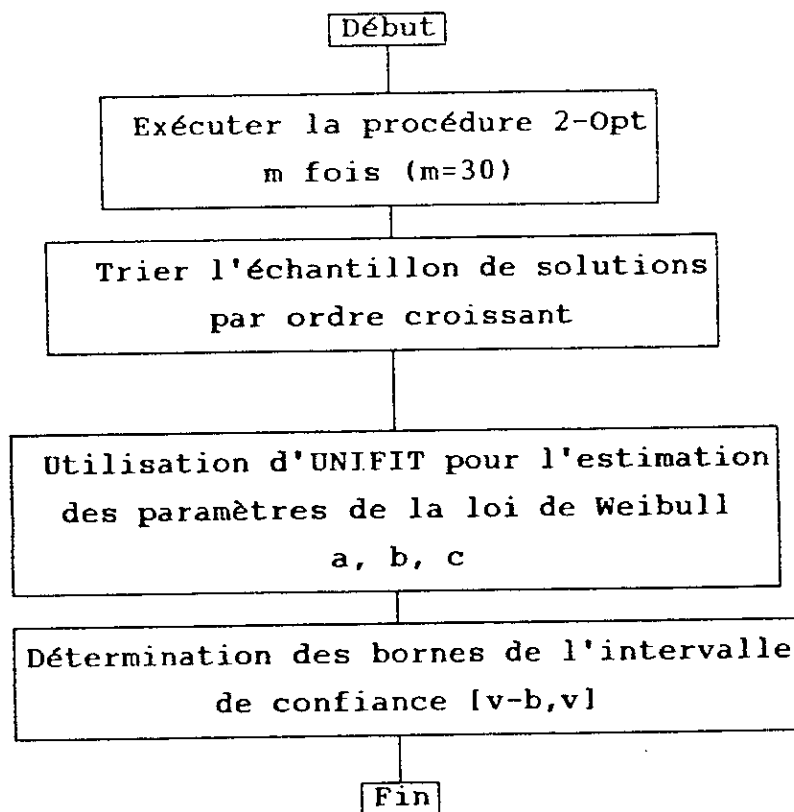 Début
Exécuter la procédure 2-Opt
m fois (m=30)
Trier l'échantillon de solutions
par ordre croissant
Utilisation d'UNIFIT pour l'estimation
des paramètres de la loi de Weibull
a, b, c
Détermination des bornes de l'intervalle
de confiance [v-b,v]
Fin